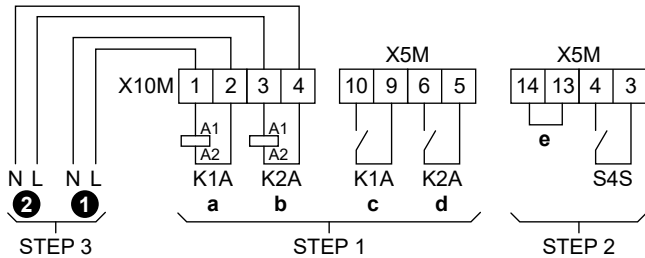 X5M X5M
X10M 1 2 3 4 10 9 6 5 14 13 4 3
A1 A1 e
A2 A2
N L N L K1A K2A K1A K2A S4S
2 1 a b c d
STEP 3 STEP 1 STEP 2